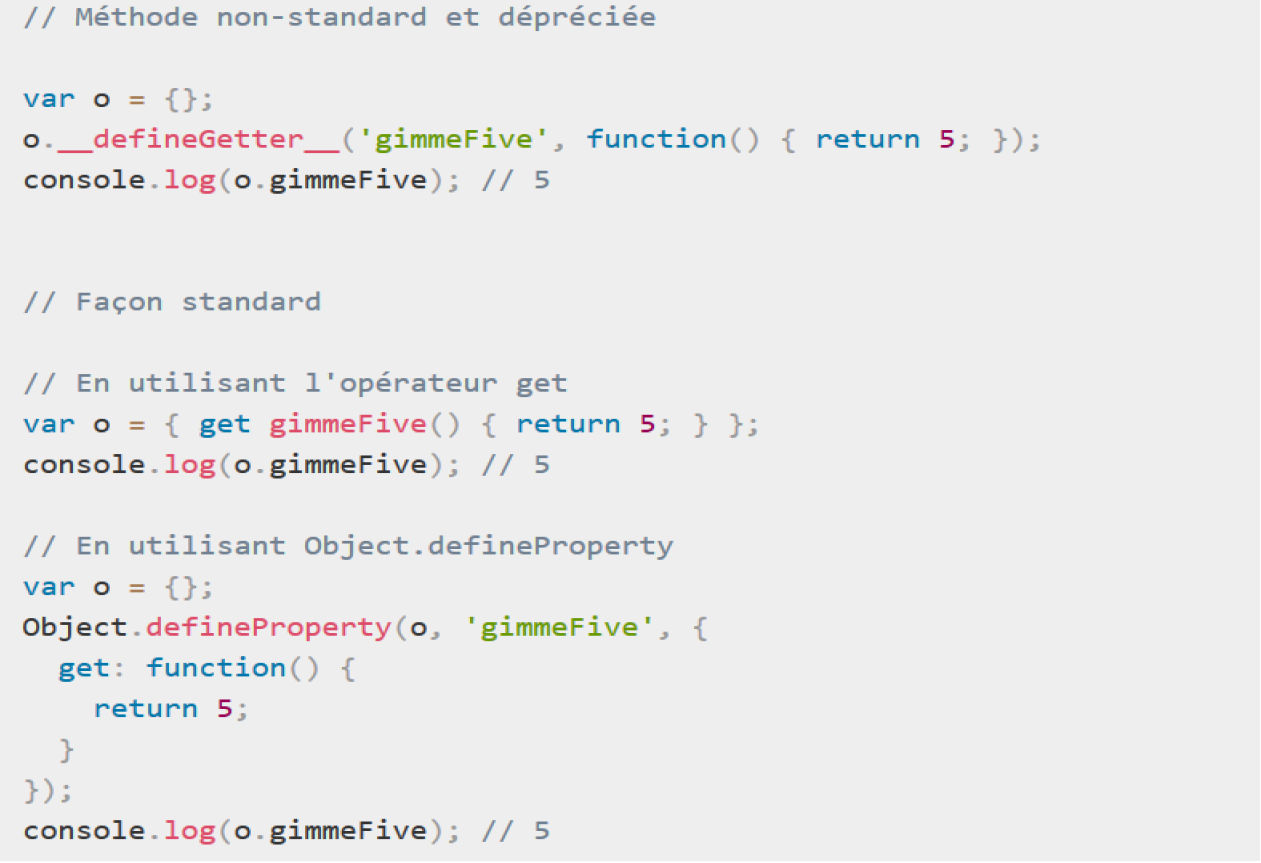 // Méthode non-standard et dépréciée
var o = {};
o.__defineGetter__('gimmeFive', function() { return 5; });
console.log(o.gimmeFive); // 5
// Façon standard
// En utilisant l'opérateur get
var o = { get gimmeFive() { return 5; } };
console.log(o.gimmeFive); // 5
// En utilisant Object.defineProperty
var o = {};
Object.defineProperty(o, 'gimmeFive', {
  get: function() {
    return 5;
  }
});
console.log(o.gimmeFive); // 5